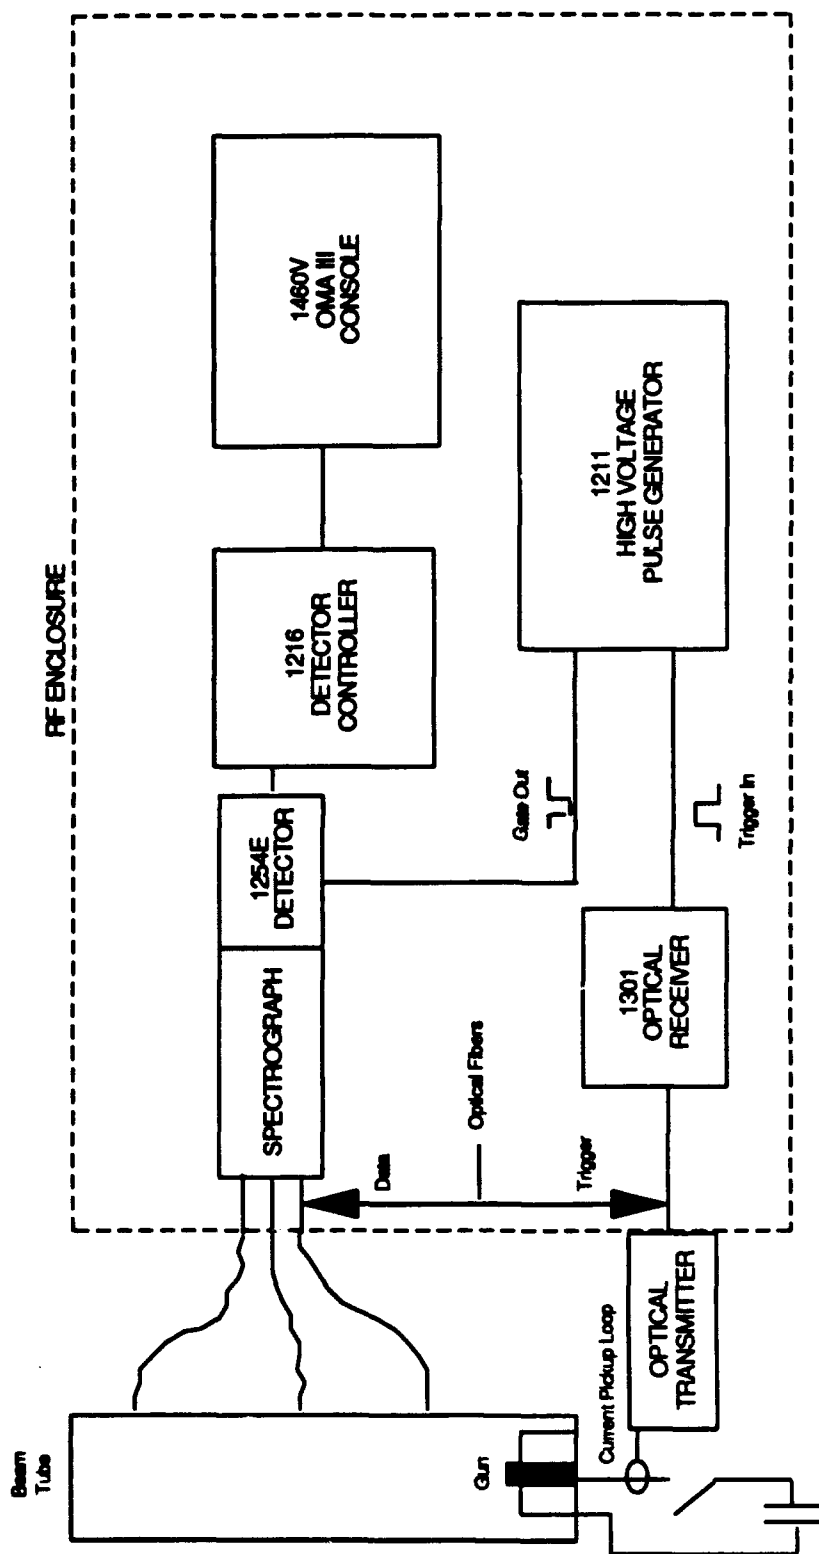 RF ENCLOSURE
1460V
OMA III
CONSOLE
1216
DETECTOR
CONTROLLER
1211
HIGH VOLTAGE
PULSE GENERATOR
1254E
DETECTOR
SPECTROGRAPH
Gate Out
Trigger In
1301
OPTICAL
RECEIVER
Optical Fibers
Data
Trigger
OPTICAL
TRANSMITTER
Current Pickup Loop
Beam
Tube
Gun